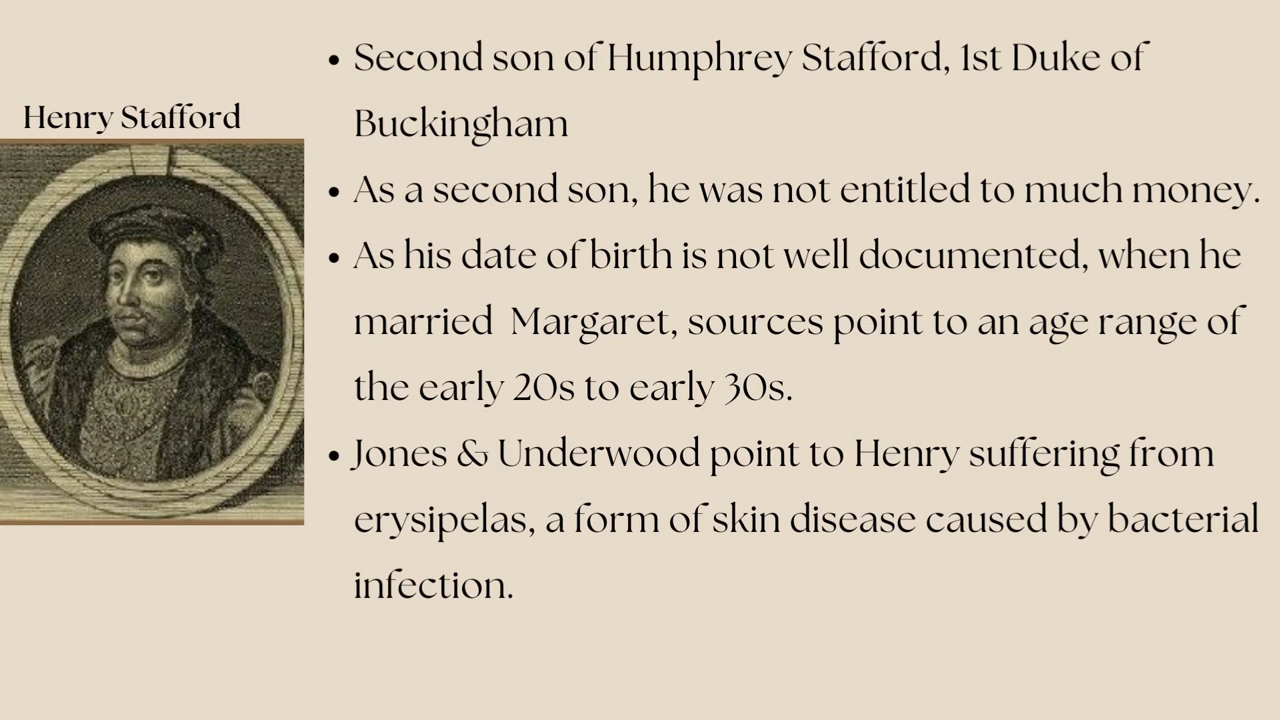 Henry Stafford
• Second son of Humphrey Stafford, 1st Duke of
Buckingham
• As a second son, he was not entitled to much money.
• As his date of birth is not well documented, when he
married  Margaret, sources point to an age range of
the early 20s to early 30s.
• Jones & Underwood point to Henry suffering from
erysipelas, a form of skin disease caused by bacterial
infection.